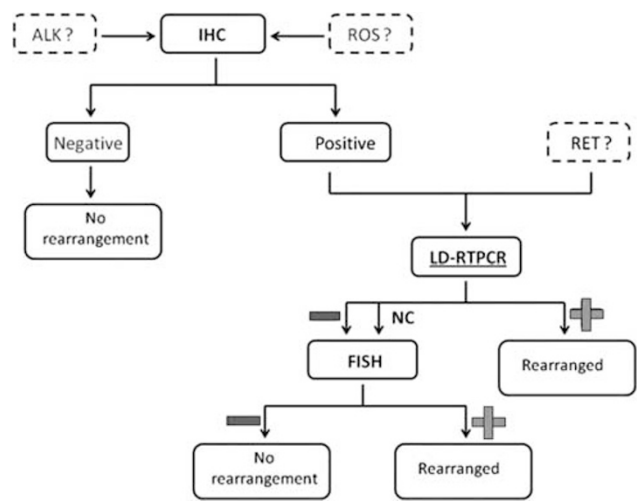 ALK ?
IHC
ROS ?
Negative
Positive
RET ?
No
rearrangement
LD-RTPCR
NC
FISH
Rearranged
No
rearrangement
Rearranged